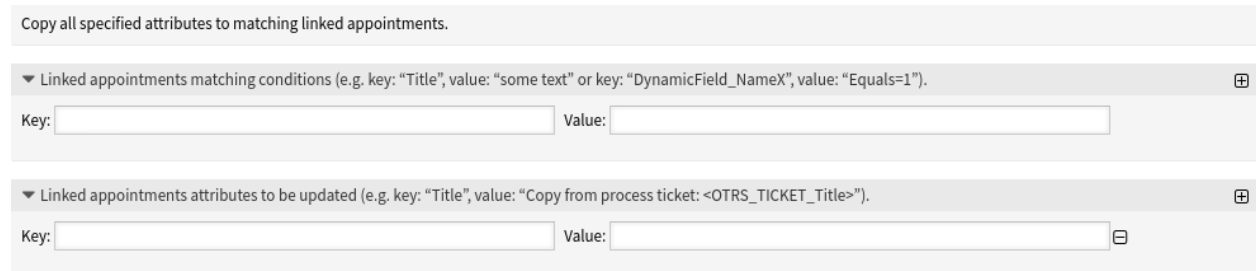 Copy all specified attributes to matching linked appointments.
Linked appointments matching conditions (e.g. key: “Title”, value: “some text” or key: “DynamicField_NameX”, value: “Equals=1”).
Key: Value:
Linked appointments attributes to be updated (e.g. key: “Title”, value: “Copy from process ticket: <OTRS_TICKET_Title>”).
Key: Value: